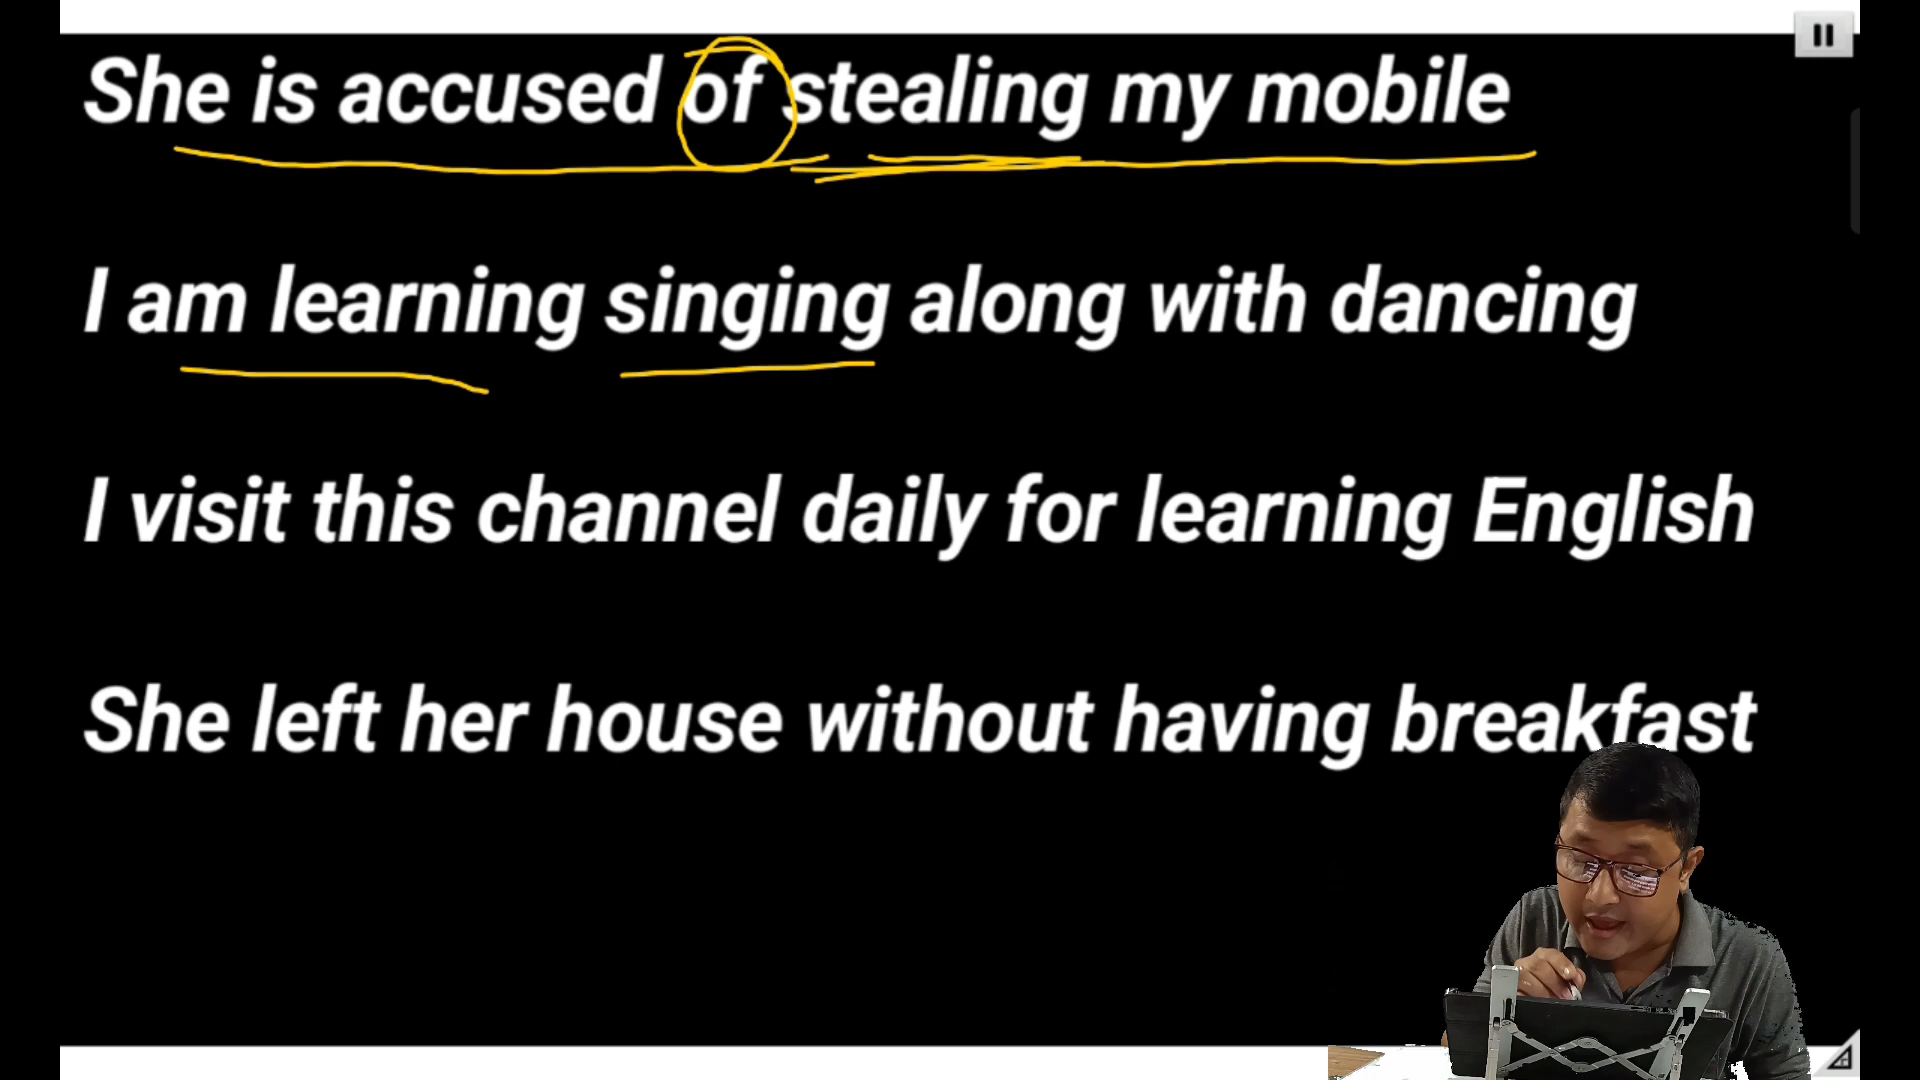 She is accused of stealing my mobile
I am learning singing along with dancing
I visit this channel daily for learning English
She left her house without having breakfast